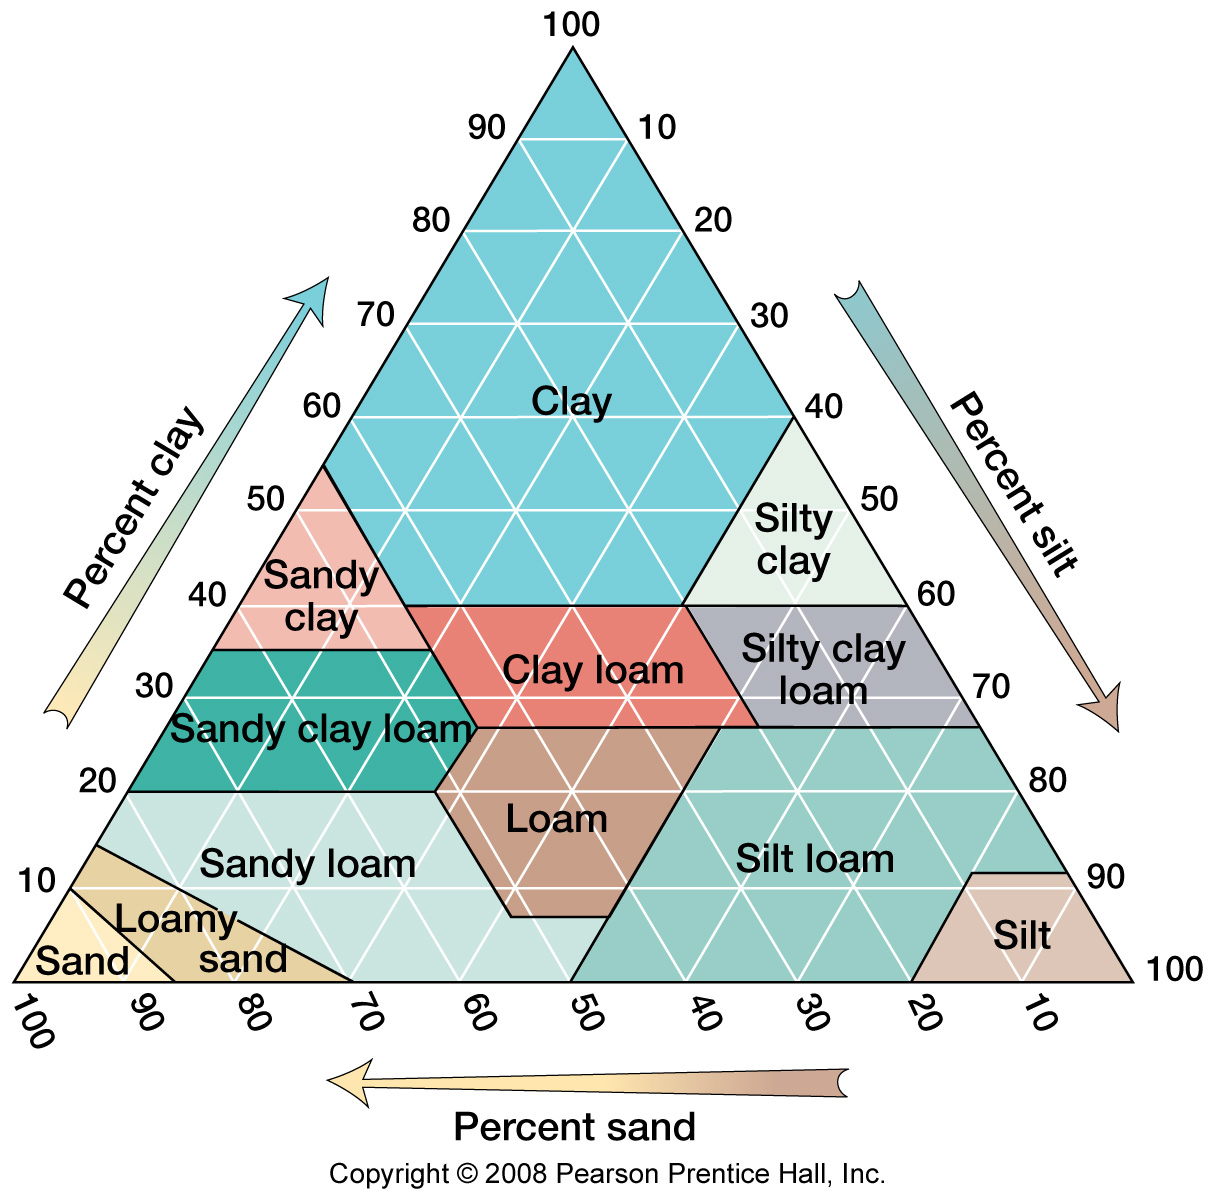 100
90
10
80
20
70
30
Clay
60
40
Percent clay
Percent silt
50
50
Silty
clay
Sandy
clay
40
60
Clay loam
Silty clay
loam
30
70
Sandy clay loam
20
80
Loam
Sandy loam
Silt loam
10
90
Loamy
sand
Sand
Silt
100
100
90
80
70
60
50
40
30
20
10
Percent sand
Copyright © 2008 Pearson Prentice Hall, Inc.